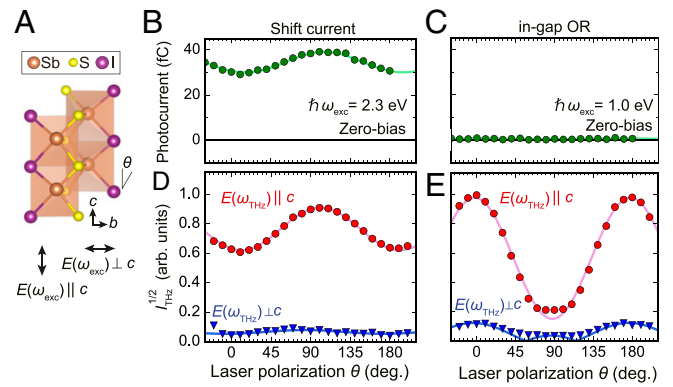 A
Sb S I
θ
c
b
E(ω_exc)⊥ c
E(ω_exc)|| c
B
Shift current
Photocurrent (fC)
40
20
0
ℏω_exc = 2.3 eV
Zero-bias
C
in-gap OR
ℏω_exc = 1.0 eV
Zero-bias
D
I_THz^1/2 (arb. units)
1.0
0.8
0.6
0.4
0.2
0.0
E(ω_THz)|| c
E(ω_THz)⊥c
0 45 90 135 180
Laser polarization θ (deg.)
E
E(ω_THz)|| c
E(ω_THz)⊥c
0 45 90 135 180
Laser polarization θ (deg.)